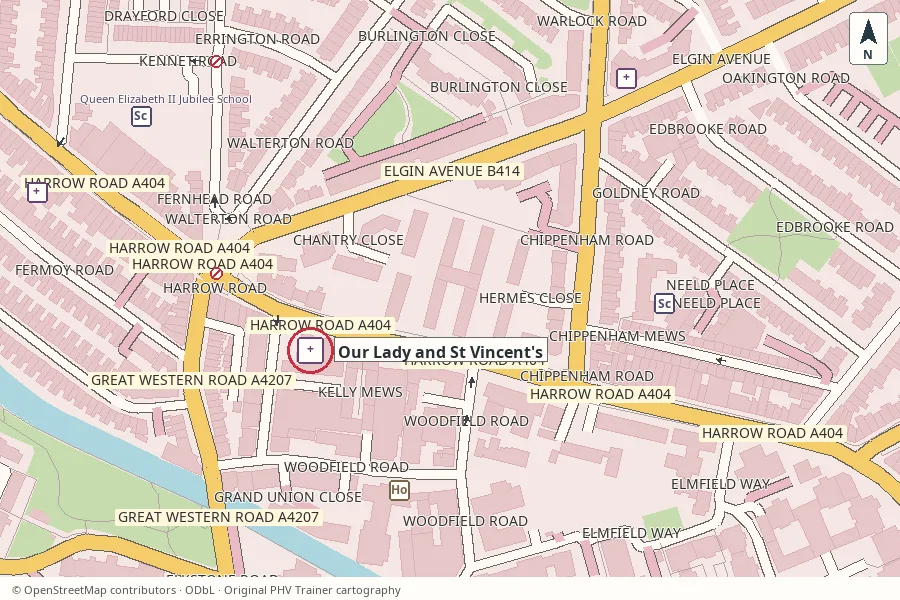 DRAYFORD CLOSE
WARLOCK ROAD
ERRINGTON ROAD
BURLINGTON CLOSE
N
KENNET ROAD
ELGIN AVENUE
OAKINGTON ROAD
BURLINGTON CLOSE
Queen Elizabeth II Jubilee School
Sc
EDBROOKE ROAD
WALTERTON ROAD
ELGIN AVENUE B414
HARROW ROAD A404
GOLDNEY ROAD
FERNHEAD ROAD
WALTERTON ROAD
EDBROOKE ROAD
CHANTRY CLOSE
CHIPPENHAM ROAD
HARROW ROAD A404
HARROW ROAD A404
FERMOY ROAD
HARROW ROAD
NEELD PLACE
HERMES CLOSE
Sc
NEELD PLACE
HARROW ROAD A404
CHIPPENHAM MEWS
Our Lady and St Vincent's
HARROW ROAD A404
GREAT WESTERN ROAD A4207
CHIPPENHAM ROAD
KELLY MEWS
HARROW ROAD A404
WOODFIELD ROAD
HARROW ROAD A404
WOODFIELD ROAD
ELMFIELD WAY
Ho
GRAND UNION CLOSE
GREAT WESTERN ROAD A4207
WOODFIELD ROAD
ELMFIELD WAY
ELKSTONE ROAD
© OpenStreetMap contributors · ODbL · Original PHV Trainer cartography